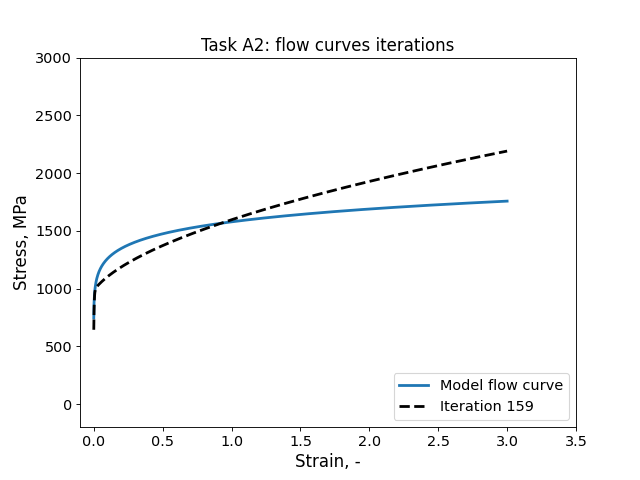 Task A2: flow curves iterations
3000
2500
2000
1500
1000
500
0
Stress, MPa
0.0 0.5 1.0 1.5 2.0 2.5 3.0 3.5
Strain, -
Model flow curve
Iteration 159